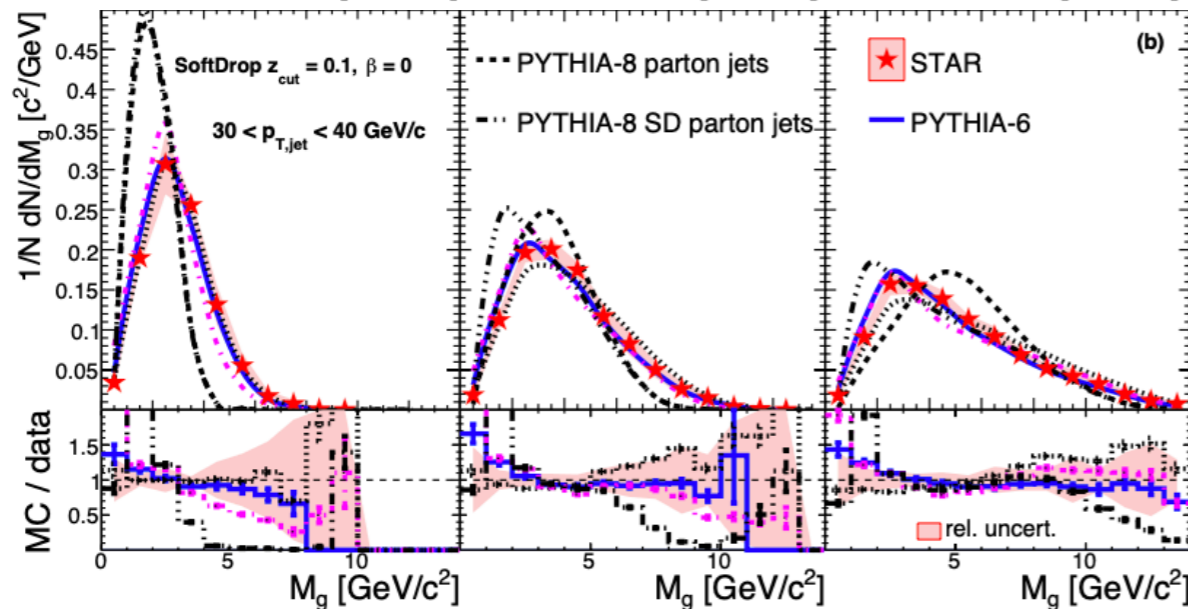 0.45
0.4
0.35
0.3
0.25
0.2
0.15
0.1
0.05
1/N dN/dM_g [c²/GeV]
SoftDrop z_cut = 0.1, β = 0
30 < p_T,jet < 40 GeV/c
PYTHIA-8 parton jets
PYTHIA-8 SD parton jets
(b)
STAR
PYTHIA-6
1.5
1
0.5
MC / data
rel. uncert.
0 5 5 10 5 10
M_g [GeV/c²] M_g [GeV/c²] M_g [GeV/c²]